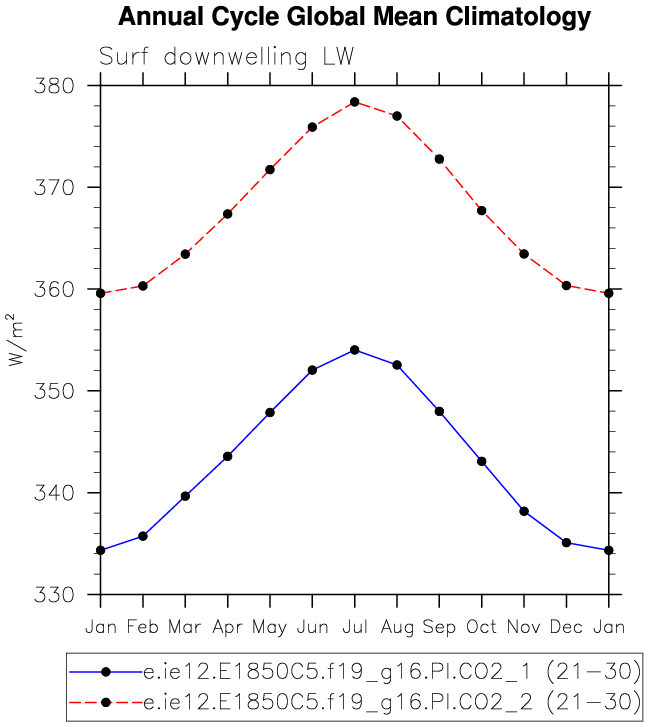 Annual Cycle Global Mean Climatology
Surf downwelling LW
380
370
360
350
340
330
W/m²
Jan Feb Mar Apr May Jun Jul Aug Sep Oct Nov Dec Jan
e.ie12.E1850C5.f19_g16.PI.CO2_1 (21-30)
e.ie12.E1850C5.f19_g16.PI.CO2_2 (21-30)